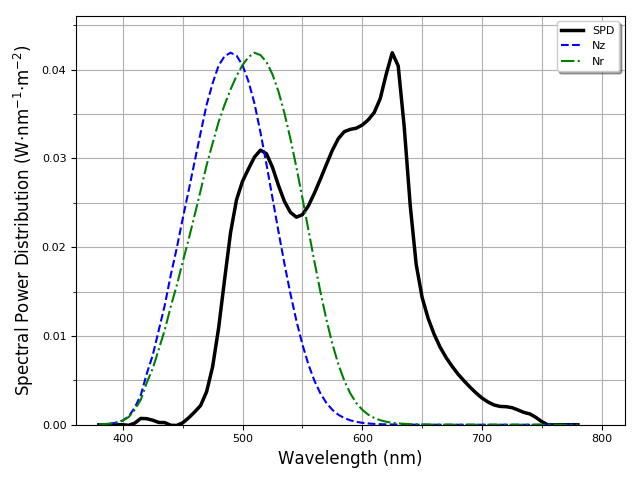 SPD
Nz
Nr
0.04
0.03
0.02
0.01
0.00
Spectral Power Distribution (W·nm⁻¹·m⁻²)
400 500 600 700 800
Wavelength (nm)